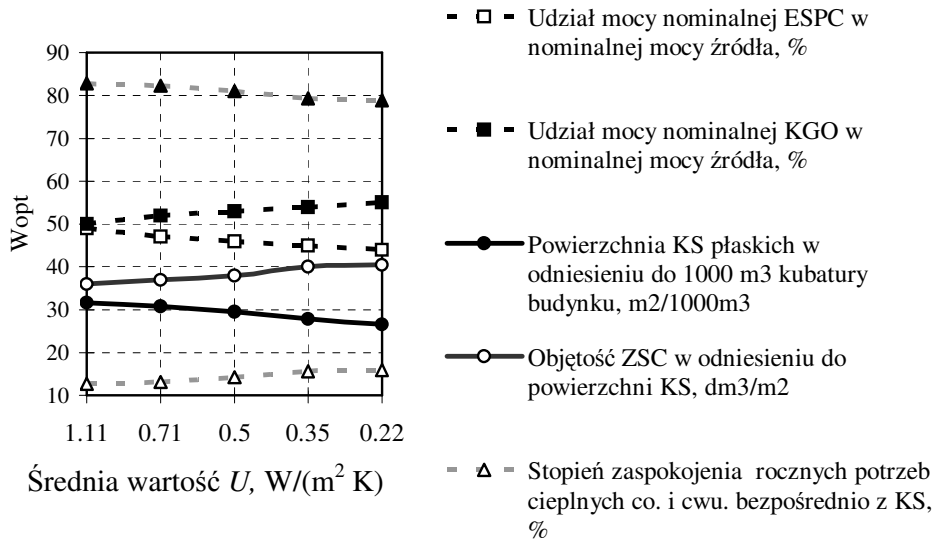 90
80
70
60
50
40
30
20
10
Wopt
1.11 0.71 0.5 0.35 0.22
Średnia wartość U, W/(m² K)
Udział mocy nominalnej ESPC w
nominalnej mocy źródła, %
Udział mocy nominalnej KGO w
nominalnej mocy źródła, %
Powierzchnia KS płaskich w
odniesieniu do 1000 m3 kubatury
budynku, m2/1000m3
Objętość ZSC w odniesieniu do
powierzchni KS, dm3/m2
Stopień zaspokojenia rocznych potrzeb
cieplnych co. i cwu. bezpośrednio z KS,
%